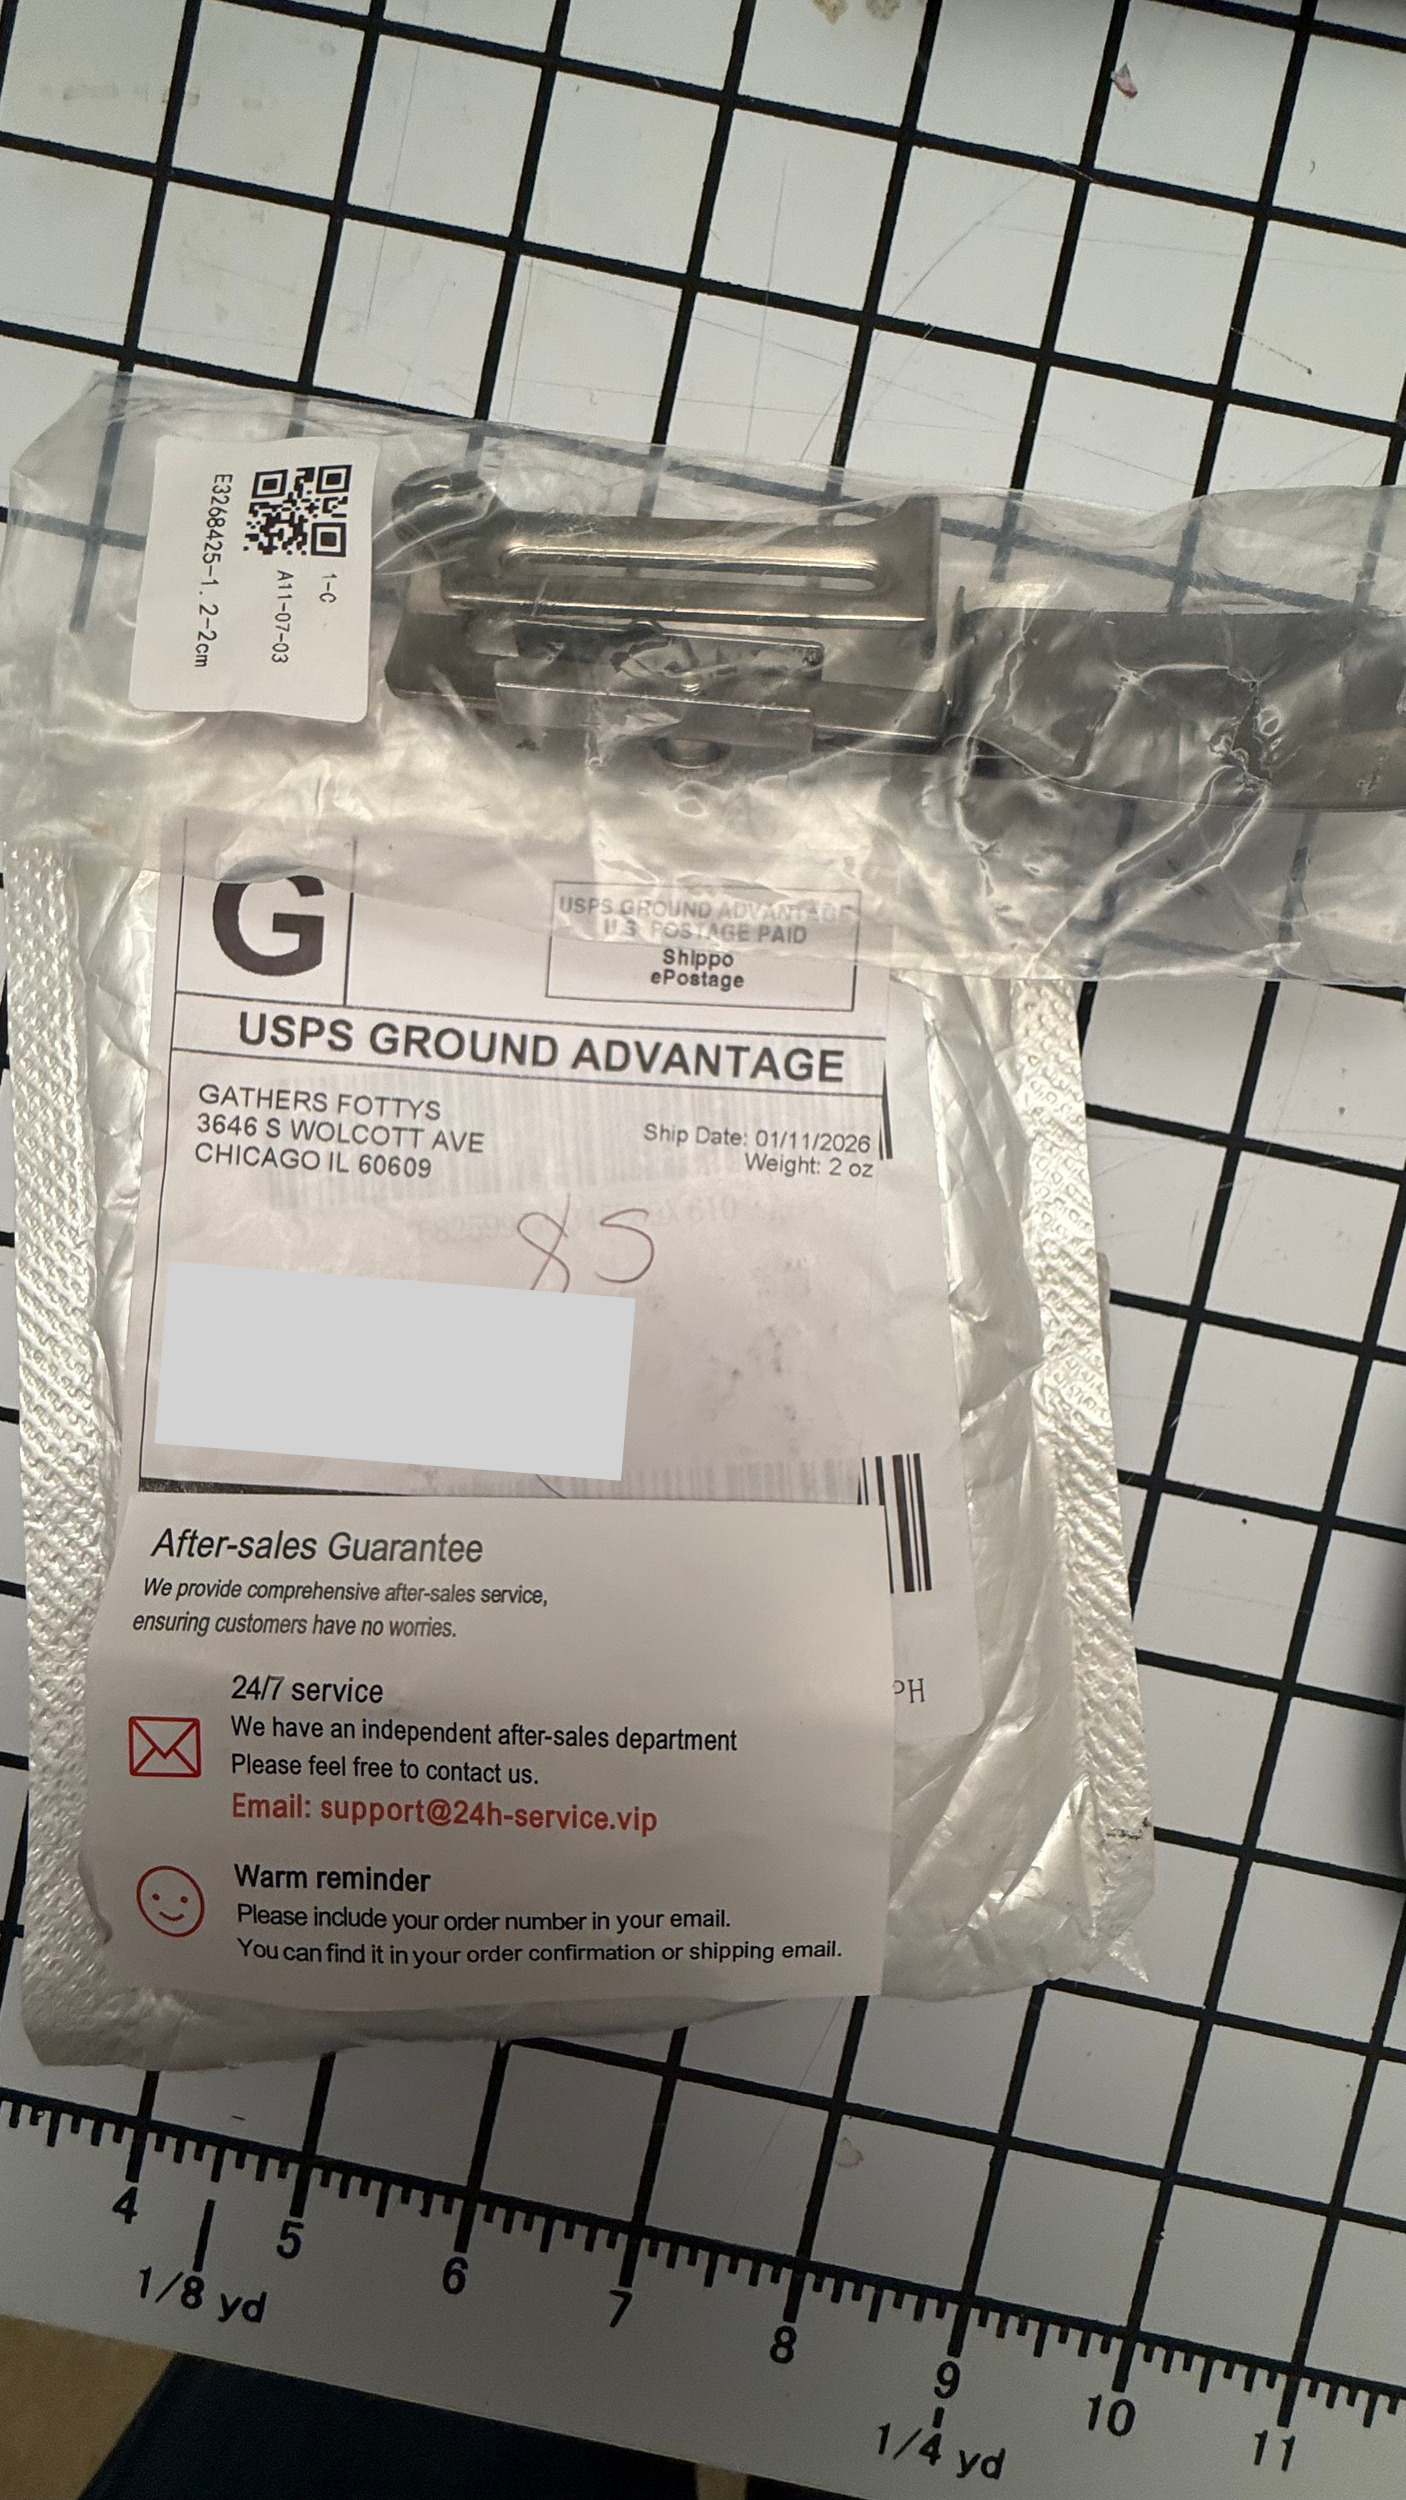 1-C
A11-07-03
E3268425-1. 2-2cm
G
USPS GROUND ADVANTAGE
U.S. POSTAGE PAID
Shippo
ePostage
USPS GROUND ADVANTAGE
GATHERS FOTTYS
3646 S WOLCOTT AVE
CHICAGO IL 60609
Ship Date: 01/11/2026
Weight: 2 oz
85
After-sales Guarantee
We provide comprehensive after-sales service,
ensuring customers have no worries.
24/7 service
We have an independent after-sales department
Please feel free to contact us.
Email: support@24h-service.vip
Warm reminder
Please include your order number in your email.
You can find it in your order confirmation or shipping email.
PH
4
5
6
7
8
9
10
11
1/8 yd
1/4 yd